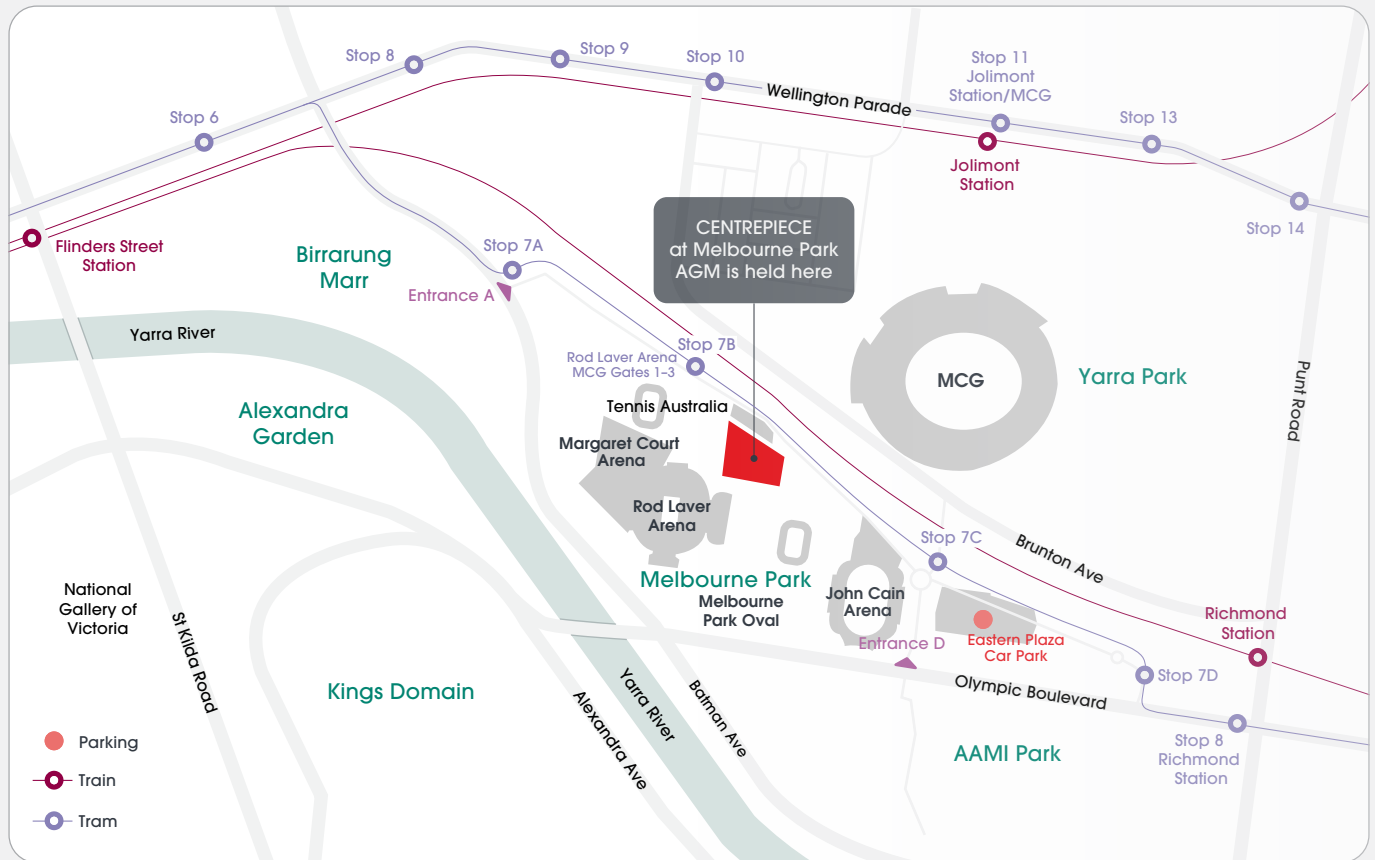 Stop 8
Stop 9
Stop 10
Stop 11
Jolimont
Station/MCG
Wellington Parade
Stop 6
Stop 13
Jolimont
Station
Stop 14
CENTREPIECE
at Melbourne Park
AGM is held here
Flinders Street
Station
Birrarung
Marr
Stop 7A
Entrance A
Yarra River
Stop 7B
Rod Laver Arena
MCG Gates 1–3
MCG
Yarra Park
Punt Road
Alexandra
Garden
Tennis Australia
Margaret Court
Arena
Rod Laver
Arena
Stop 7C
Brunton Ave
Melbourne Park
Melbourne
Park Oval
John Cain
Arena
National
Gallery of
Victoria
St Kilda Road
Entrance D
Eastern Plaza
Car Park
Richmond
Station
Stop 7D
Kings Domain
Yarra River
Batman Ave
Alexandra Ave
Olympic Boulevard
AAMI Park
Stop 8
Richmond
Station
Parking
Train
Tram